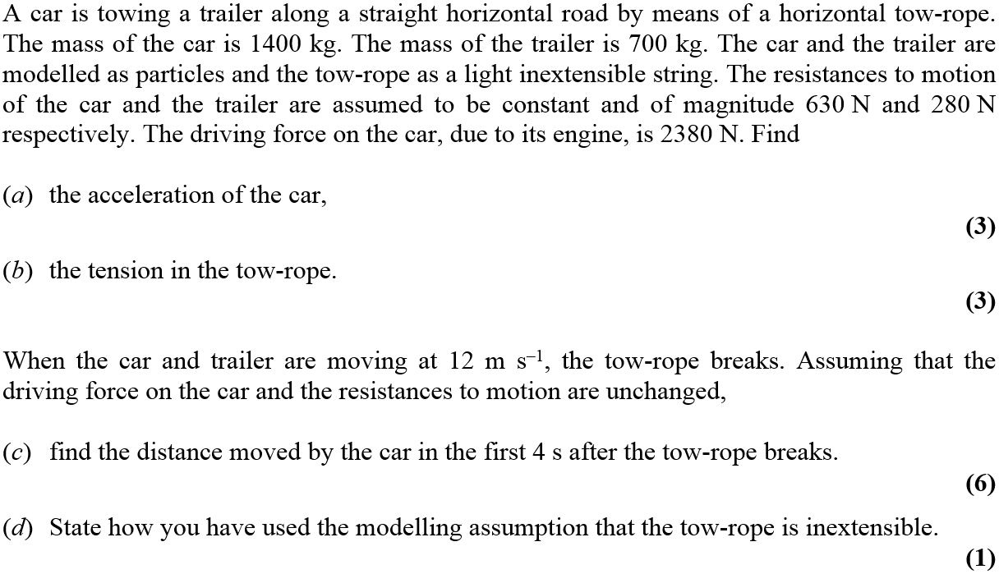 A car is towing a trailer along a straight horizontal road by means of a horizontal tow-rope.
The mass of the car is 1400 kg. The mass of the trailer is 700 kg. The car and the trailer are
modelled as particles and the tow-rope as a light inextensible string. The resistances to motion
of the car and the trailer are assumed to be constant and of magnitude 630 N and 280 N
respectively. The driving force on the car, due to its engine, is 2380 N. Find
(a) the acceleration of the car,
(3)
(b) the tension in the tow-rope.
(3)
When the car and trailer are moving at 12 m s⁻¹, the tow-rope breaks. Assuming that the
driving force on the car and the resistances to motion are unchanged,
(c) find the distance moved by the car in the first 4 s after the tow-rope breaks.
(6)
(d) State how you have used the modelling assumption that the tow-rope is inextensible.
(1)